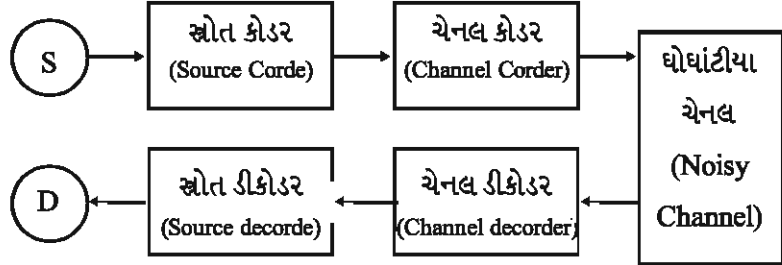 S
સ્રોત કોડર
(Source Corde)
ચેનલ કોડર
(Channel Corder)
ઘોઘાંટીયા
ચેનલ
(Noisy
Channel)
D
સ્રોત ડીકોડર
(Source decorde)
ચેનલ ડીકોડર
(Channel decorder)